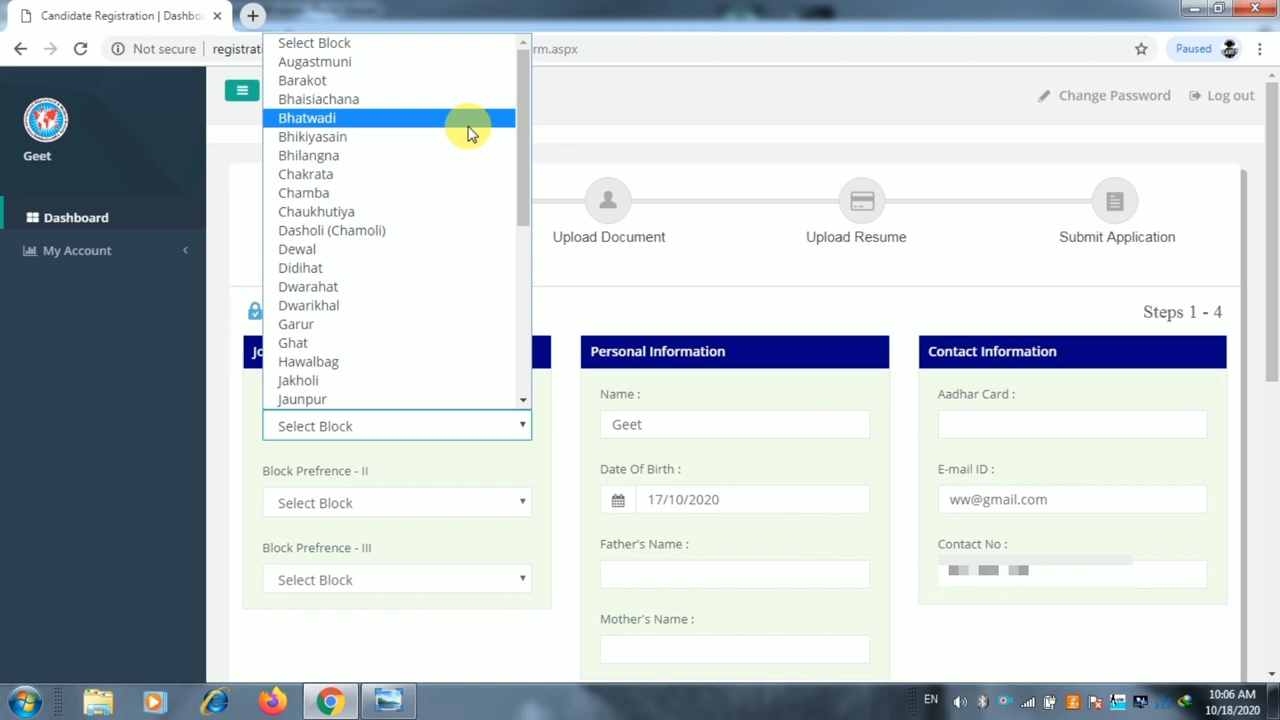 Candidate Registration | Dashbo
Not secure
registrati
rm.aspx
Paused
Change Password
Log out
Geet
Dashboard
My Account
Select Block
Augastmuni
Barakot
Bhaisiachana
Bhatwadi
Bhikiyasain
Bhilangna
Chakrata
Chamba
Chaukhutiya
Dasholi (Chamoli)
Dewal
Didihat
Dwarahat
Dwarikhal
Garur
Ghat
Hawalbag
Jakholi
Jaunpur
Select Block
Block Prefrence - II
Select Block
Block Prefrence - III
Select Block
Upload Document
Upload Resume
Submit Application
Steps 1 - 4
Personal Information
Name :
Geet
Date Of Birth :
17/10/2020
Father's Name :
Mother's Name :
Contact Information
Aadhar Card :
E-mail ID :
ww@gmail.com
Contact No :
EN
10:06 AM
10/18/2020